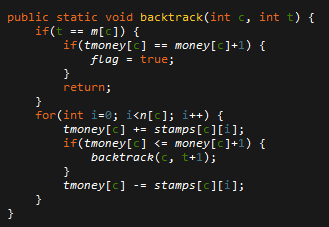 public static void backtrack(int c, int t) {
    if(t == m[c]) {
        if(tmoney[c] == money[c]+1) {
            flag = true;
        }
        return;
    }
    for(int i=0; i<n[c]; i++) {
        tmoney[c] += stamps[c][i];
        if(tmoney[c] <= money[c]+1) {
            backtrack(c, t+1);
        }
        tmoney[c] -= stamps[c][i];
    }
}